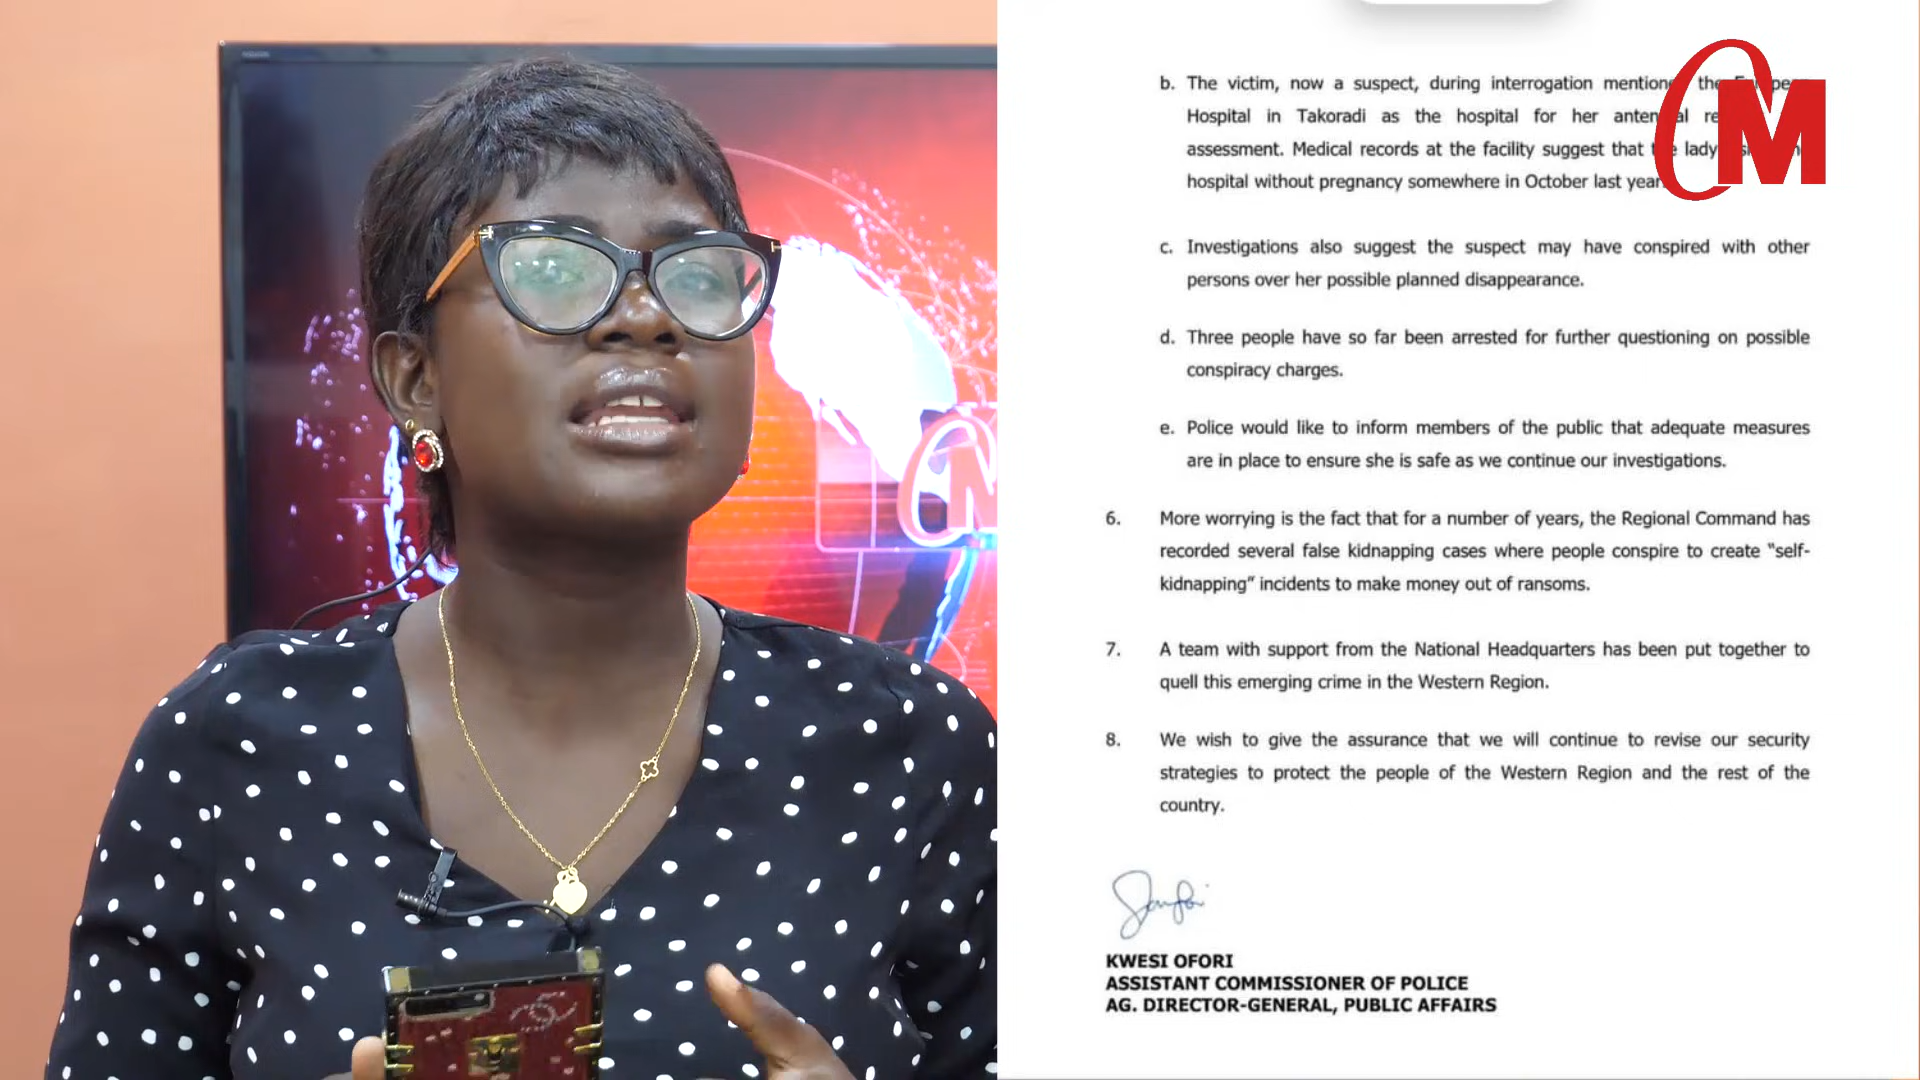 b. The victim, now a suspect, during interrogation mentione the
Hospital in Takoradi as the hospital for her
assessment. Medical records at the facility suggest that lady
hospital without pregnancy somewhere in October last year
c. Investigations also suggest the suspect may have conspired with other
persons over her possible planned disappearance.
d. Three people have so far been arrested for further questioning on possible
conspiracy charges.
e. Police would like to inform members of the public that adequate measures
are in place to ensure she is safe as we continue our investigations.
6. More worrying is the fact that for a number of years, the Regional Command has
recorded several false kidnapping cases where people conspire to create “self-
kidnapping” incidents to make money out of ransoms.
7. A team with support from the National Headquarters has been put together to
quell this emerging crime in the Western Region.
8. We wish to give the assurance that we will continue to revise our security
strategies to protect the people of the Western Region and the rest of the
country.
KWESI OFORI
ASSISTANT COMMISSIONER OF POLICE
AG. DIRECTOR-GENERAL, PUBLIC AFFAIRS
CM